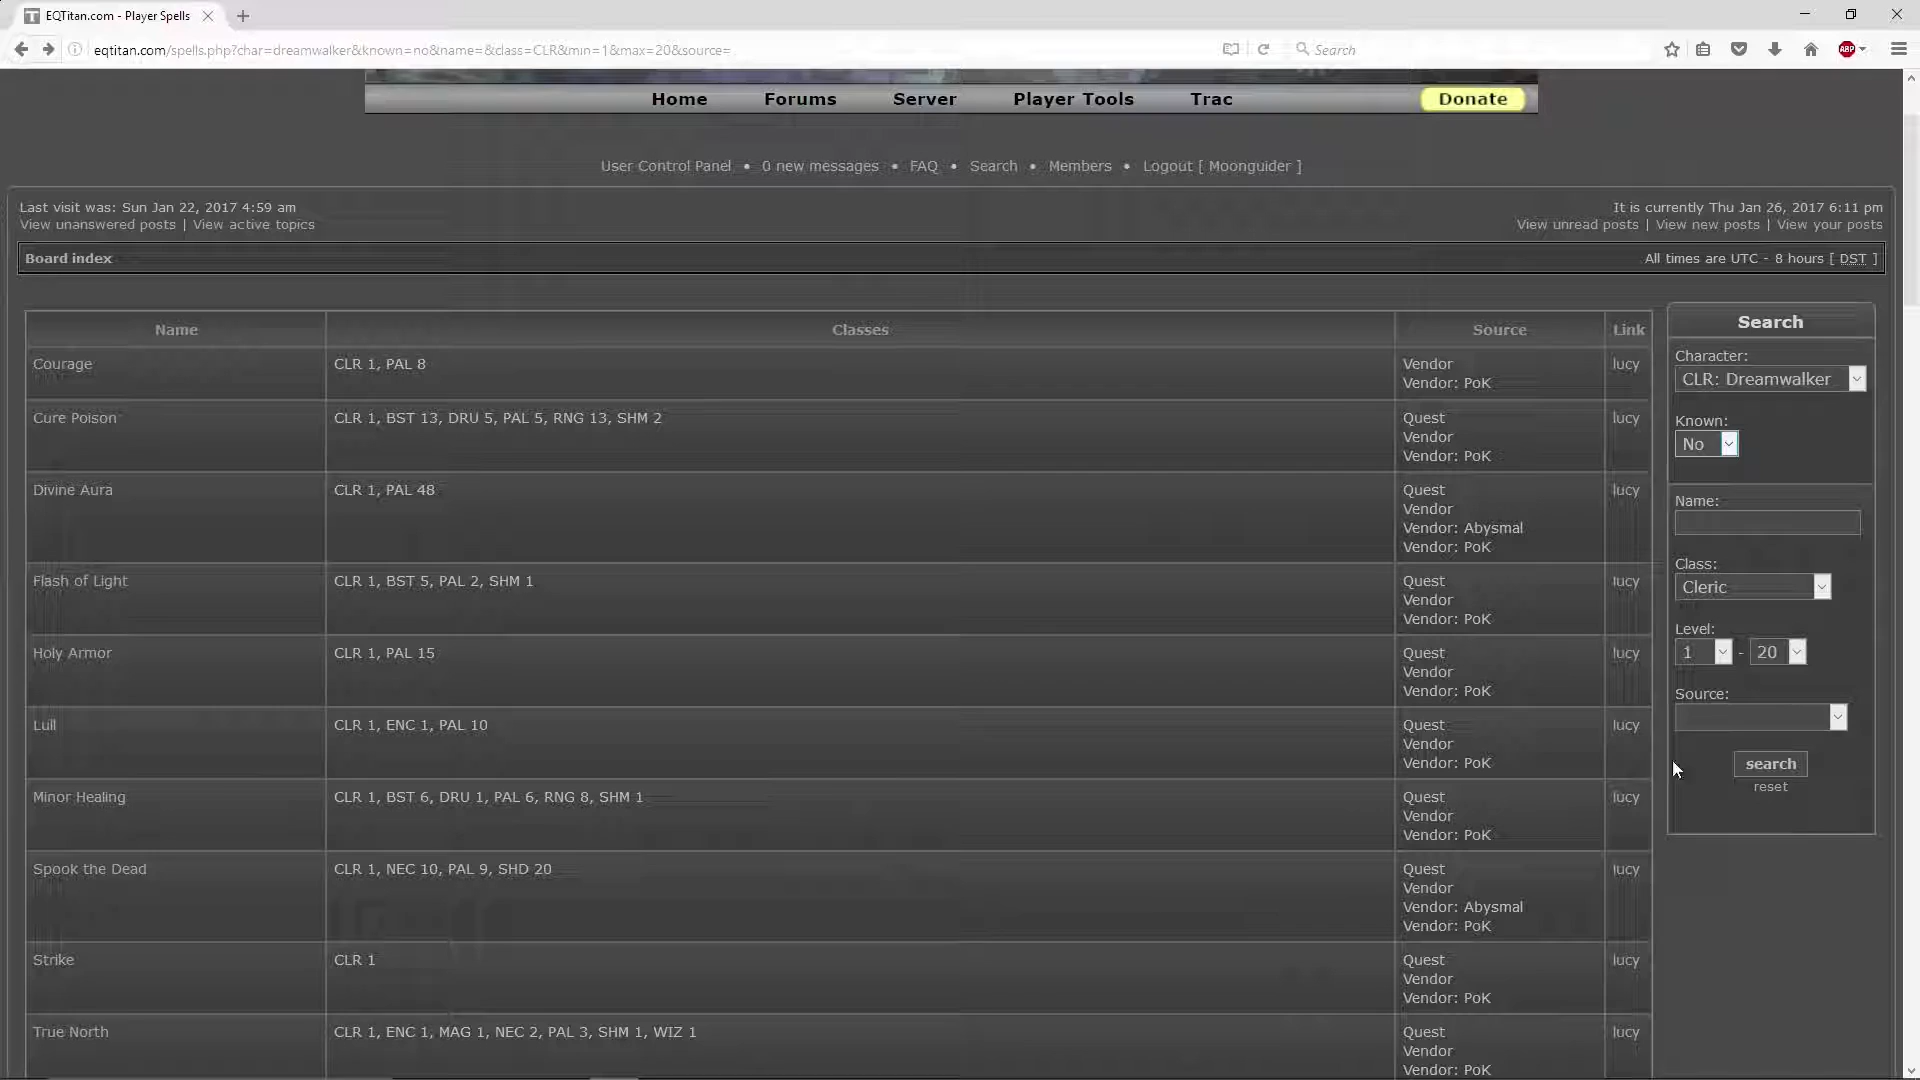 EQTitan.com - Player Spells
eqtitan.com/spells.php?char=dreamwalker&known=no&name=&class=CLR&min=1&max=20&source=
Search
ABP
Home Forums Server Player Tools Trac Donate
User Control Panel • 0 new messages • FAQ • Search • Members • Logout [ Moonguider ]
Last visit was: Sun Jan 22, 2017 4:59 am
It is currently Thu Jan 26, 2017 6:11 pm
View unanswered posts | View active topics
View unread posts | View new posts | View your posts
Board index
All times are UTC - 8 hours [ DST ]
Name Classes Source Link
Courage CLR 1, PAL 8 Vendor lucy
Vendor: PoK
Cure Poison CLR 1, BST 13, DRU 5, PAL 5, RNG 13, SHM 2 Quest lucy
Vendor
Vendor: PoK
Divine Aura CLR 1, PAL 48 Quest lucy
Vendor
Vendor: Abysmal
Vendor: PoK
Flash of Light CLR 1, BST 5, PAL 2, SHM 1 Quest lucy
Vendor
Vendor: PoK
Holy Armor CLR 1, PAL 15 Quest lucy
Vendor
Vendor: PoK
Lull CLR 1, ENC 1, PAL 10 Quest lucy
Vendor
Vendor: PoK
Minor Healing CLR 1, BST 6, DRU 1, PAL 6, RNG 8, SHM 1 Quest lucy
Vendor
Vendor: PoK
Spook the Dead CLR 1, NEC 10, PAL 9, SHD 20 Quest lucy
Vendor
Vendor: Abysmal
Vendor: PoK
Strike CLR 1 Quest lucy
Vendor
Vendor: PoK
True North CLR 1, ENC 1, MAG 1, NEC 2, PAL 3, SHM 1, WIZ 1 Quest lucy
Vendor
Vendor: PoK
Search
Character:
CLR: Dreamwalker
Known:
No
Name:
Class:
Cleric
Level:
1 - 20
Source:
search
reset